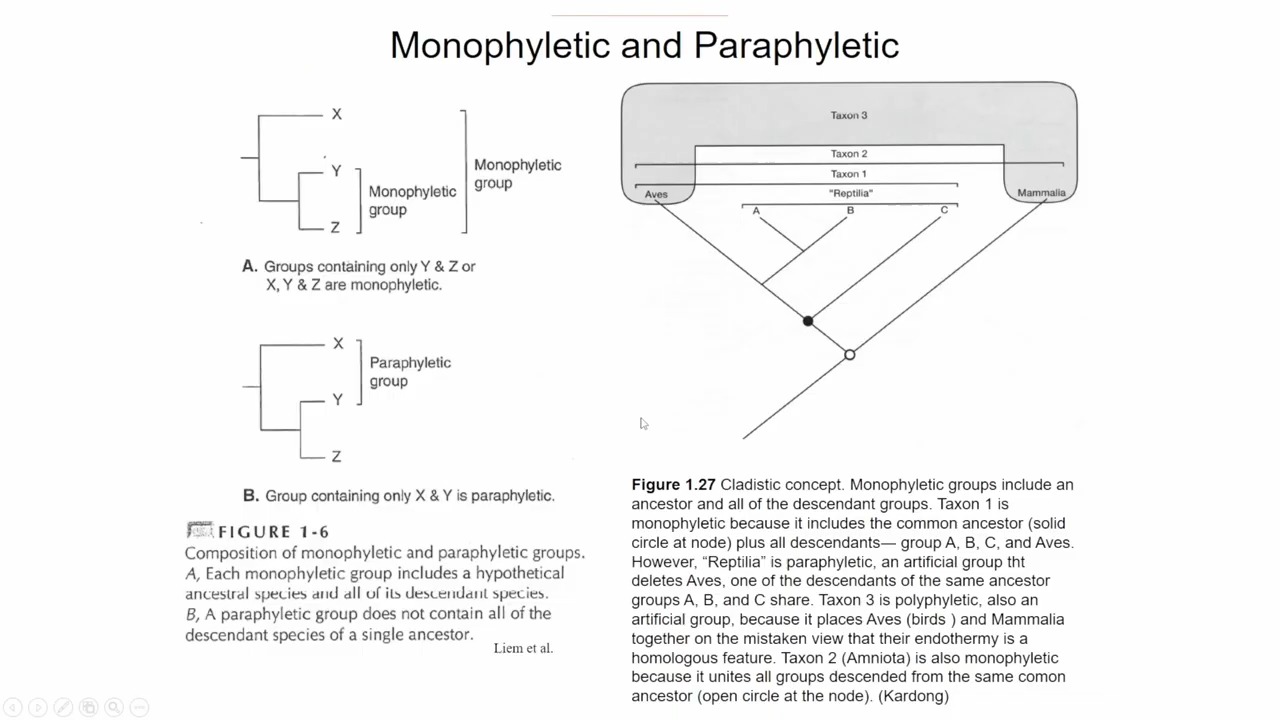 Monophyletic and Paraphyletic
X
Y
Z
Monophyletic
group
Monophyletic
group
A. Groups containing only Y & Z or
X, Y & Z are monophyletic.
X
Y
Z
Paraphyletic
group
B. Group containing only X & Y is paraphyletic.
FIGURE 1-6
Composition of monophyletic and paraphyletic groups.
A, Each monophyletic group includes a hypothetical
ancestral species and all of its descendant species.
B, A paraphyletic group does not contain all of the
descendant species of a single ancestor.
Liem et al.
Taxon 3
Taxon 2
Taxon 1
Aves
"Reptilia"
Mammalia
A
B
C
Figure 1.27 Cladistic concept. Monophyletic groups include an
ancestor and all of the descendant groups. Taxon 1 is
monophyletic because it includes the common ancestor (solid
circle at node) plus all descendants— group A, B, C, and Aves.
However, “Reptilia” is paraphyletic, an artificial group tht
deletes Aves, one of the descendants of the same ancestor
groups A, B, and C share. Taxon 3 is polyphyletic, also an
artificial group, because it places Aves (birds ) and Mammalia
together on the mistaken view that their endothermy is a
homologous feature. Taxon 2 (Amniota) is also monophyletic
because it unites all groups descended from the same comon
ancestor (open circle at the node). (Kardong)